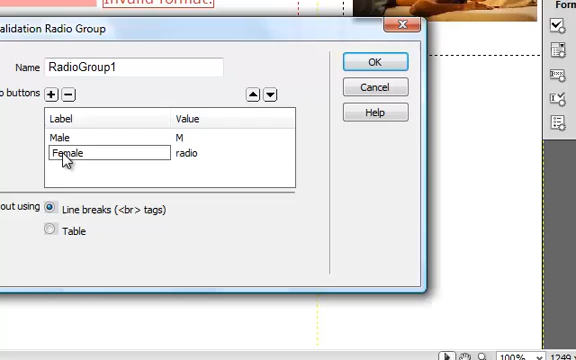 Invalid format.
Form
alidation Radio Group
Name RadioGroup1
OK
o buttons
Cancel
Help
Label Value
Male M
Female radio
out using Line breaks (<br> tags)
Table
100% 1249